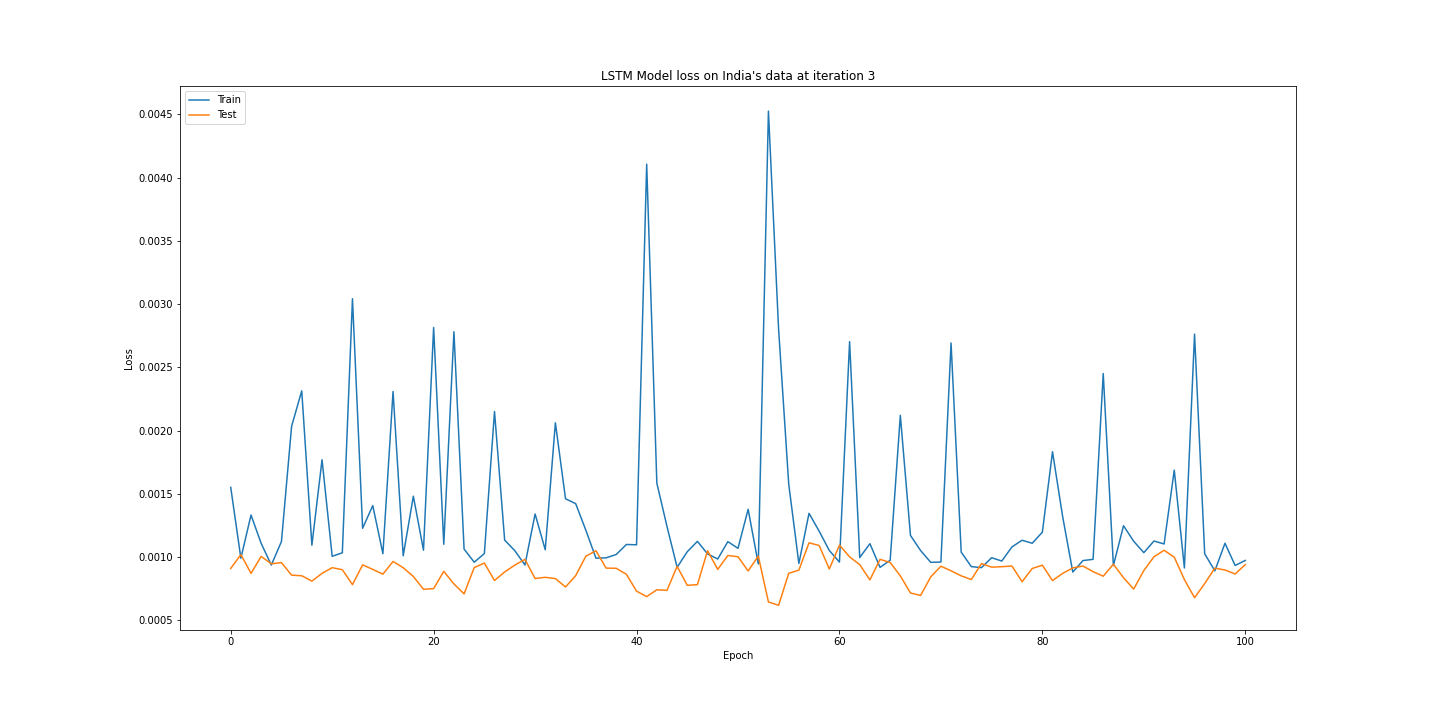 LSTM Model loss on India's data at iteration 3
Train
Test
0.0045
0.0040
0.0035
0.0030
0.0025
0.0020
0.0015
0.0010
0.0005
Loss
0 20 40 60 80 100
Epoch